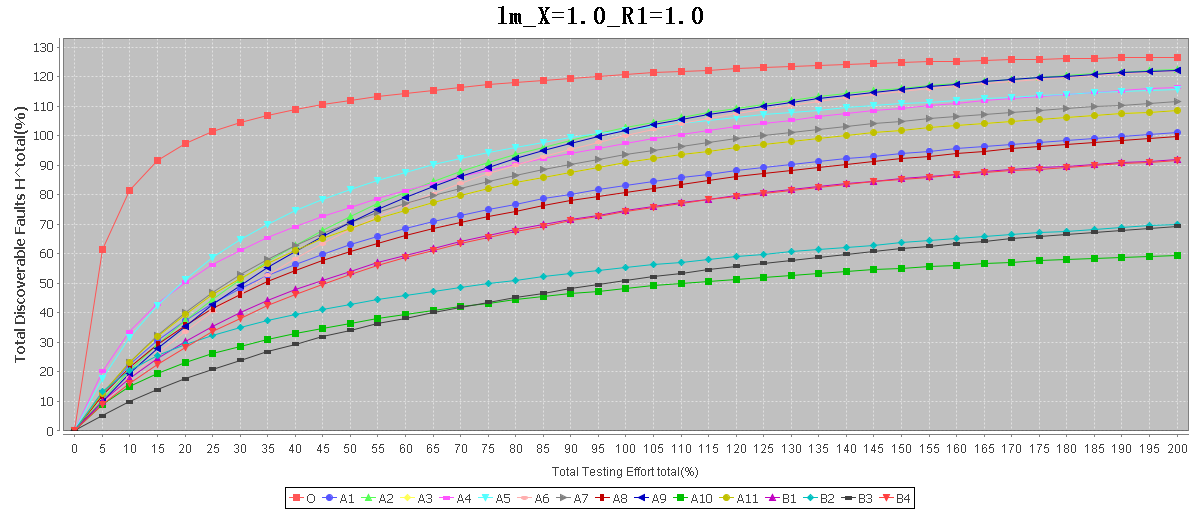 lm_X=1.0_R1=1.0
Total Discoverable Faults H^total(%)
130
120
110
100
90
80
70
60
50
40
30
20
10
0
0 5 10 15 20 25 30 35 40 45 50 55 60 65 70 75 80 85 90 95 100 105 110 115 120 125 130 135 140 145 150 155 160 165 170 175 180 185 190 195 200
Total Testing Effort total(%)
O A1 A2 A3 A4 A5 A6 A7 A8 A9 A10 A11 B1 B2 B3 B4